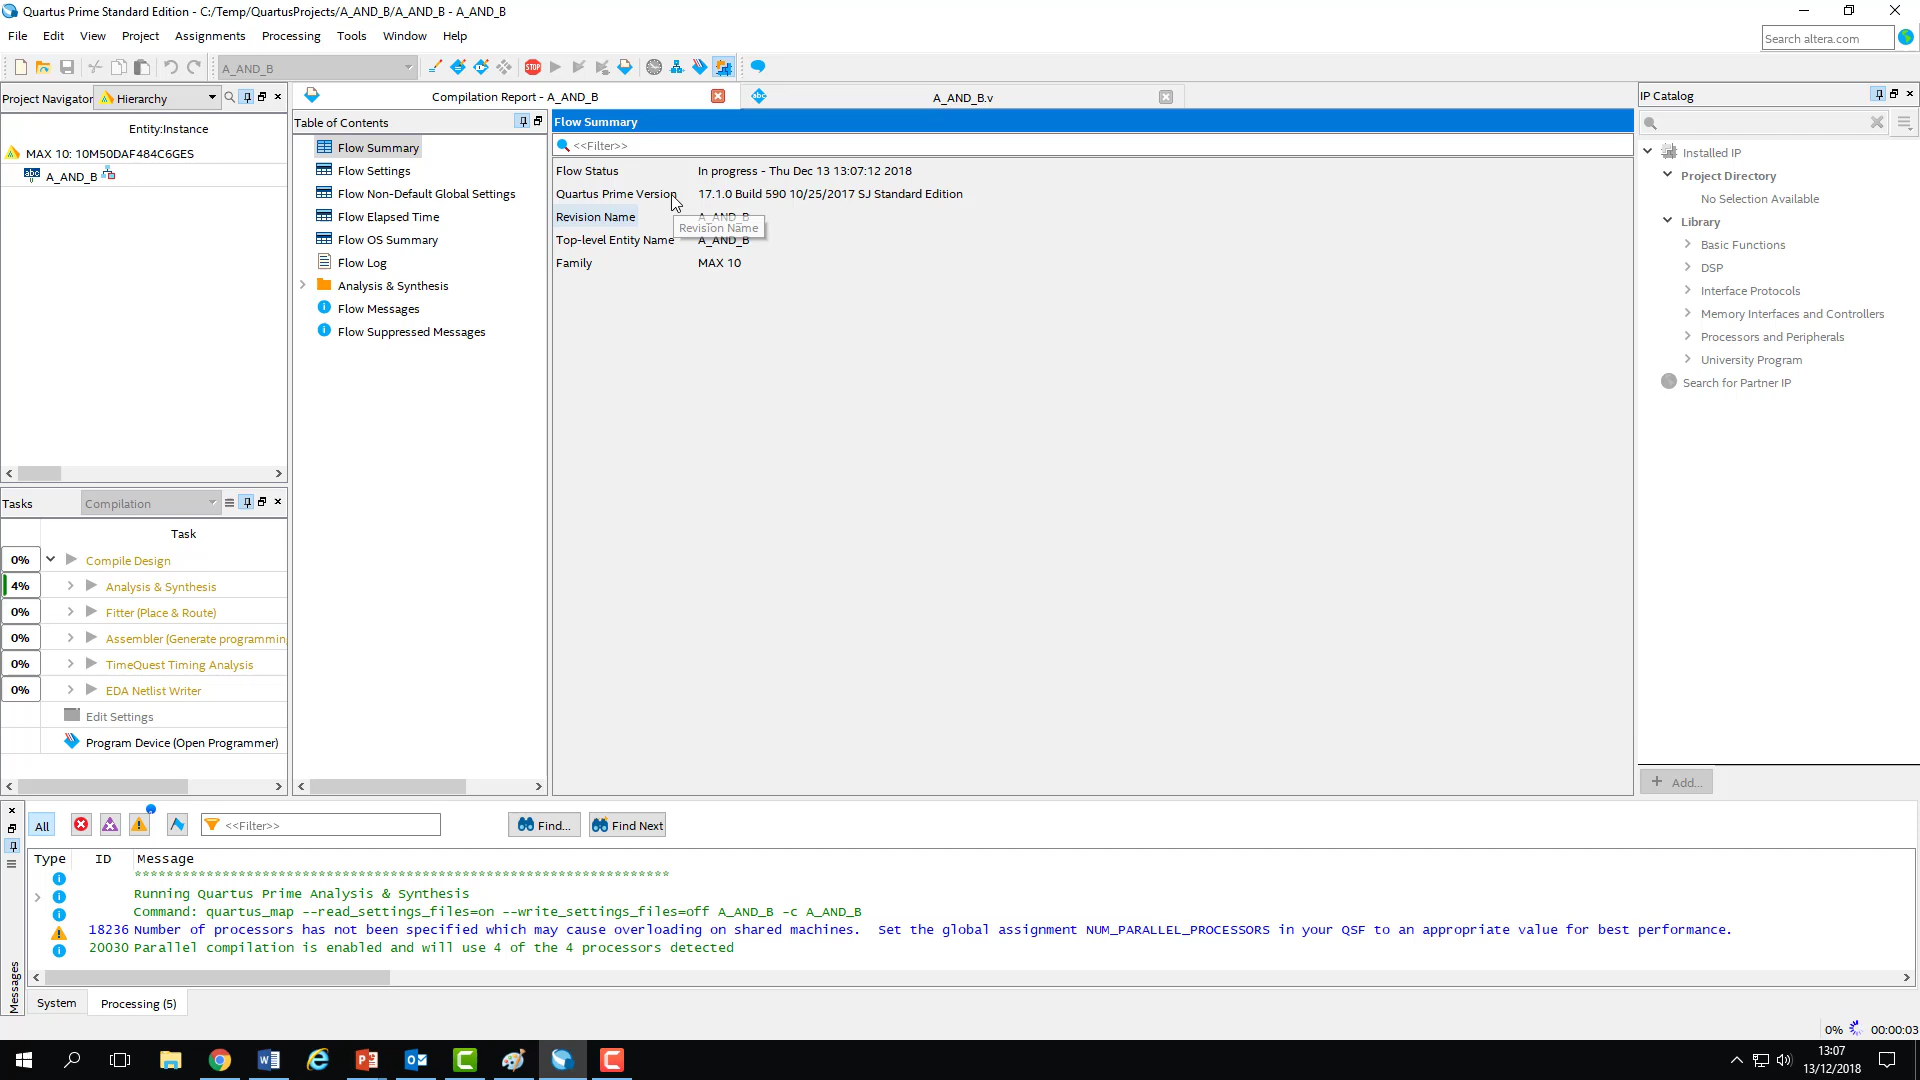 Quartus Prime Standard Edition - C:/Temp/QuartusProjects/A_AND_B/A_AND_B - A_AND_B
File Edit View Project Assignments Processing Tools Window Help
Search altera.com
A_AND_B
Project Navigator Hierarchy
Compilation Report - A_AND_B
A_AND_B.v
IP Catalog
Entity:Instance
MAX 10: 10M50DAF484C6GES
A_AND_B
Table of Contents
Flow Summary
Flow Settings
Flow Non-Default Global Settings
Flow Elapsed Time
Flow OS Summary
Flow Log
Analysis & Synthesis
Flow Messages
Flow Suppressed Messages
Flow Summary
<<Filter>>
Flow Status In progress - Thu Dec 13 13:07:12 2018
Quartus Prime Version 17.1.0 Build 590 10/25/2017 SJ Standard Edition
Revision Name A_AND_B
Revision Name
Top-level Entity Name A_AND_B
Family MAX 10
Installed IP
Project Directory
No Selection Available
Library
Basic Functions
DSP
Interface Protocols
Memory Interfaces and Controllers
Processors and Peripherals
University Program
Search for Partner IP
+ Add...
Tasks Compilation
Task
0% Compile Design
4% Analysis & Synthesis
0% Fitter (Place & Route)
0% Assembler (Generate programmin
0% TimeQuest Timing Analysis
0% EDA Netlist Writer
Edit Settings
Program Device (Open Programmer)
All <<Filter>> Find... Find Next
Type ID Message
*******************************************************************
Running Quartus Prime Analysis & Synthesis
Command: quartus_map --read_settings_files=on --write_settings_files=off A_AND_B -c A_AND_B
18236 Number of processors has not been specified which may cause overloading on shared machines. Set the global assignment NUM_PARALLEL_PROCESSORS in your QSF to an appropriate value for best performance.
20030 Parallel compilation is enabled and will use 4 of the 4 processors detected
Messages
System Processing (5)
0% 00:00:03
13:07
13/12/2018